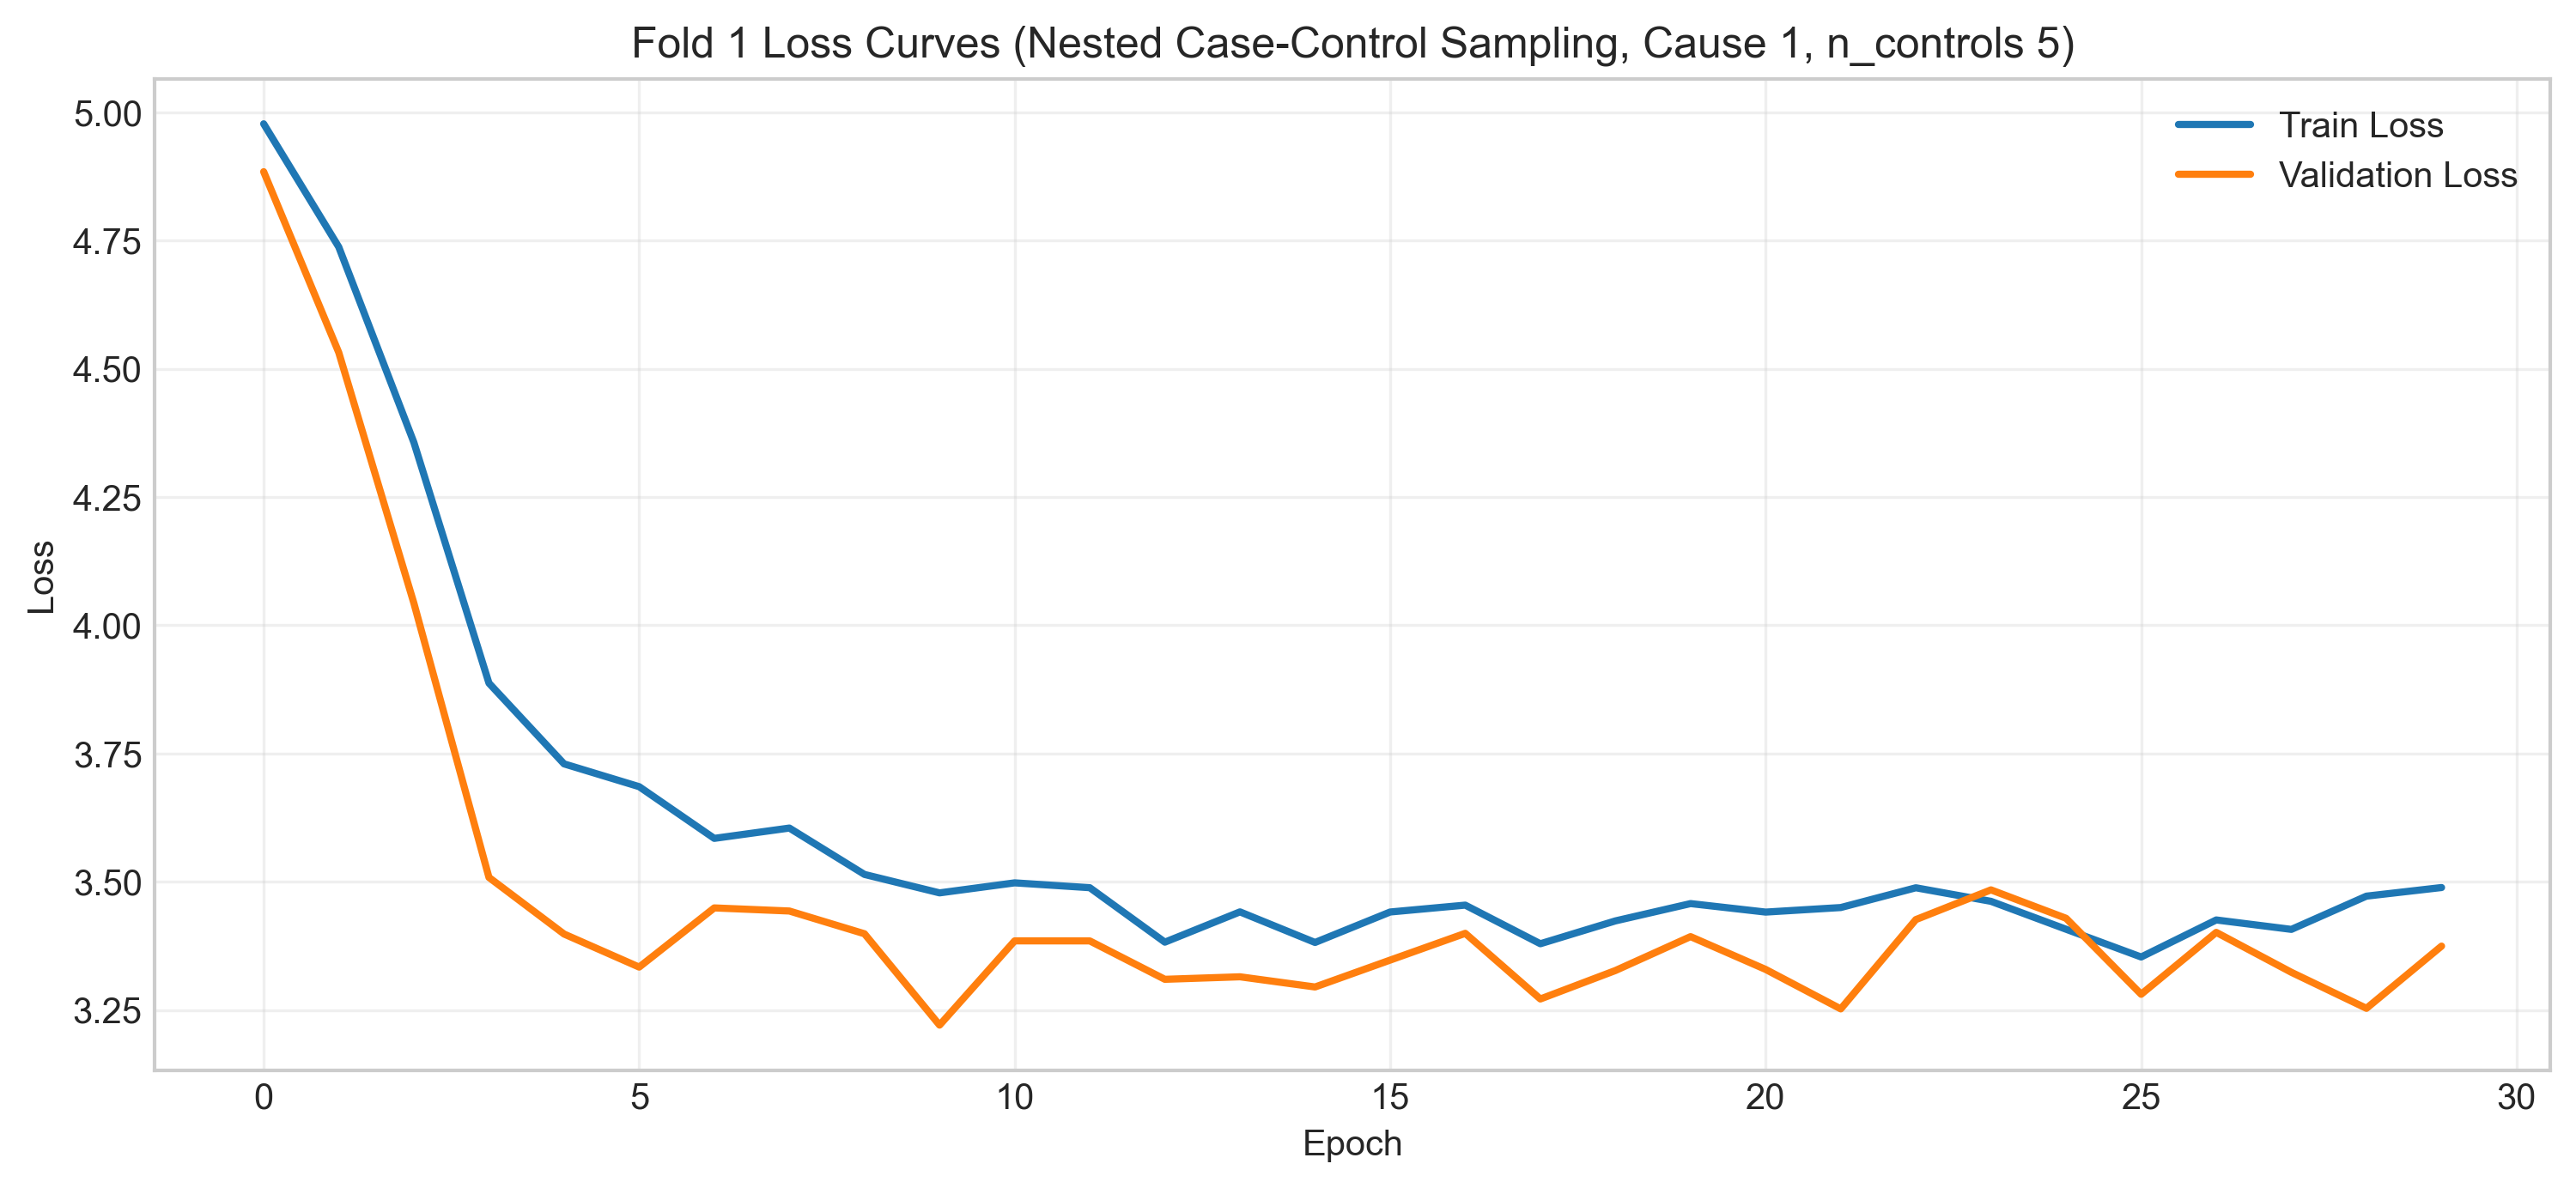 Fold 1 Loss Curves (Nested Case-Control Sampling, Cause 1, n_controls 5)
Train Loss
Validation Loss
5.00
4.75
4.50
4.25
4.00
3.75
3.50
3.25
Loss
0 5 10 15 20 25 30
Epoch